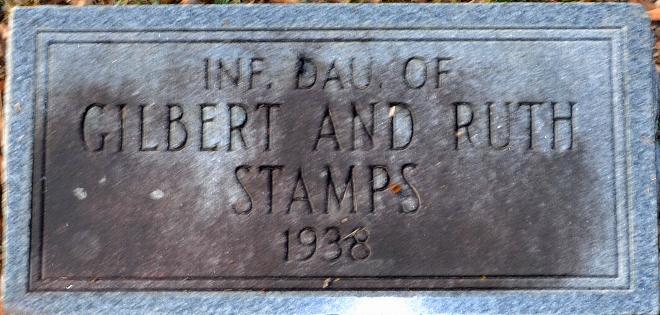 INF. DAU. OF
GILBERT AND RUTH
STAMPS
1938